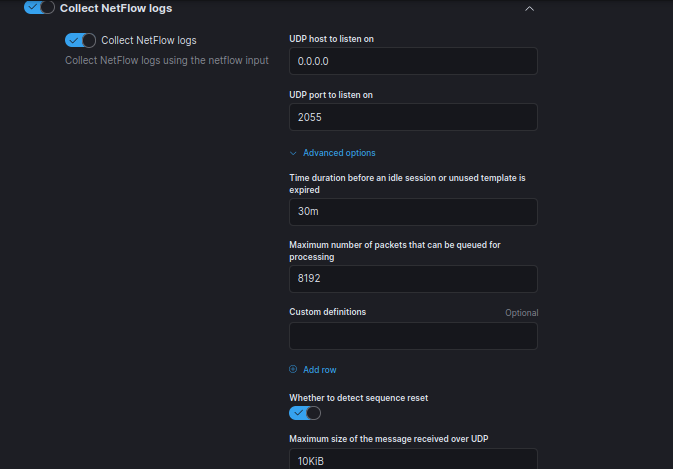 Collect NetFlow logs
Collect NetFlow logs
Collect NetFlow logs using the netflow input
UDP host to listen on
0.0.0.0
UDP port to listen on
2055
Advanced options
Time duration before an idle session or unused template is
expired
30m
Maximum number of packets that can be queued for
processing
8192
Custom definitions
Optional
Add row
Whether to detect sequence reset
Maximum size of the message received over UDP
10KiB